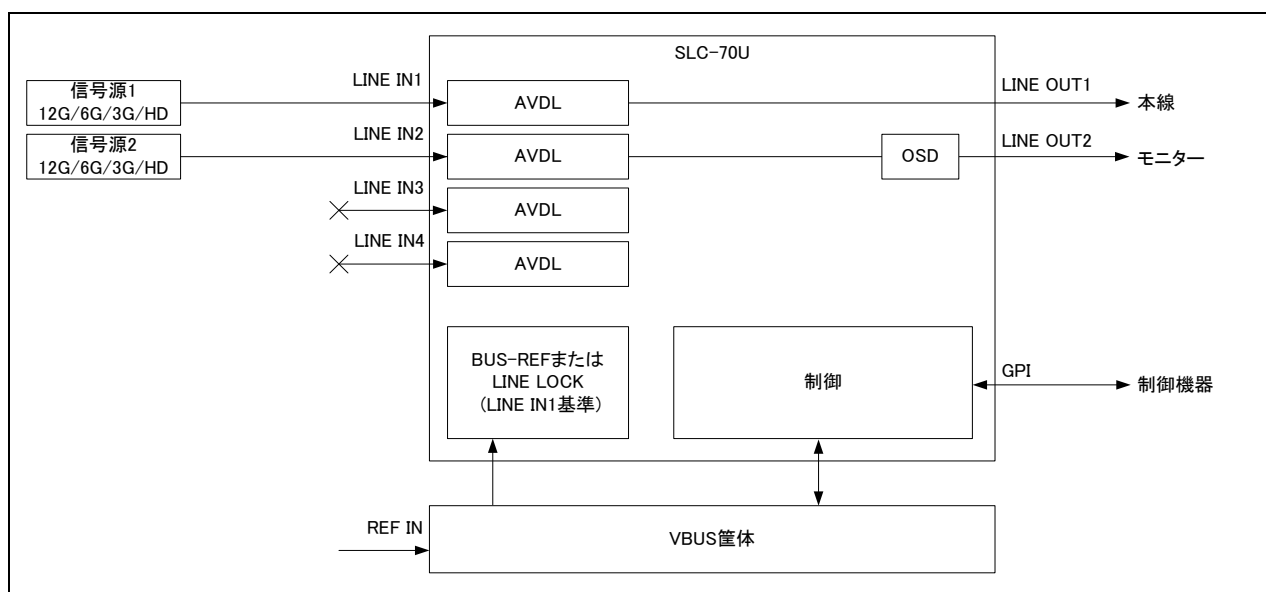 SLC-70U
信号源1
12G/6G/3G/HD
LINE IN1
AVDL
LINE OUT1
本線
信号源2
12G/6G/3G/HD
LINE IN2
AVDL
OSD
LINE OUT2
モニター
LINE IN3
AVDL
LINE IN4
AVDL
BUS-REFまたは
LINE LOCK
(LINE IN1基準)
制御
GPI
制御機器
REF IN
VBUS筐体